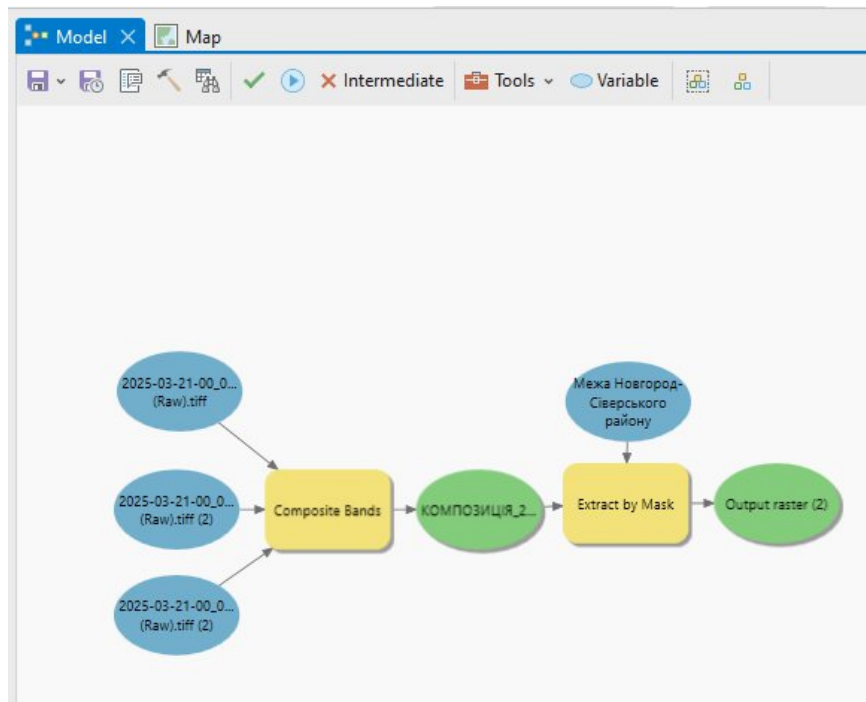 Model
Map
Intermediate
Tools
Variable
2025-03-21-00_0...
(Raw).tiff
Межа Новгород-
Сіверського
району
2025-03-21-00_0...
(Raw).tiff (2)
Composite Bands
КОМПОЗИЦІЯ_2...
Extract by Mask
Output raster (2)
2025-03-21-00_0...
(Raw).tiff (2)